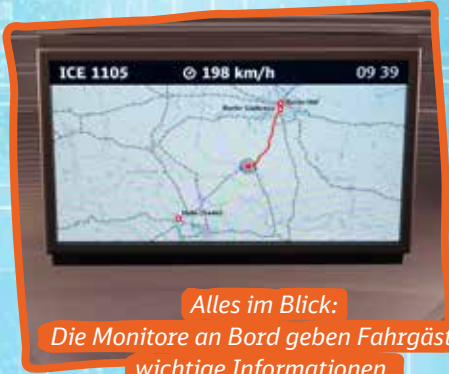 ICE 1105 198 km/h 09 39
Alles im Blick:
Die Monitore an Bord geben Fahrgäst
wichtige Informationen